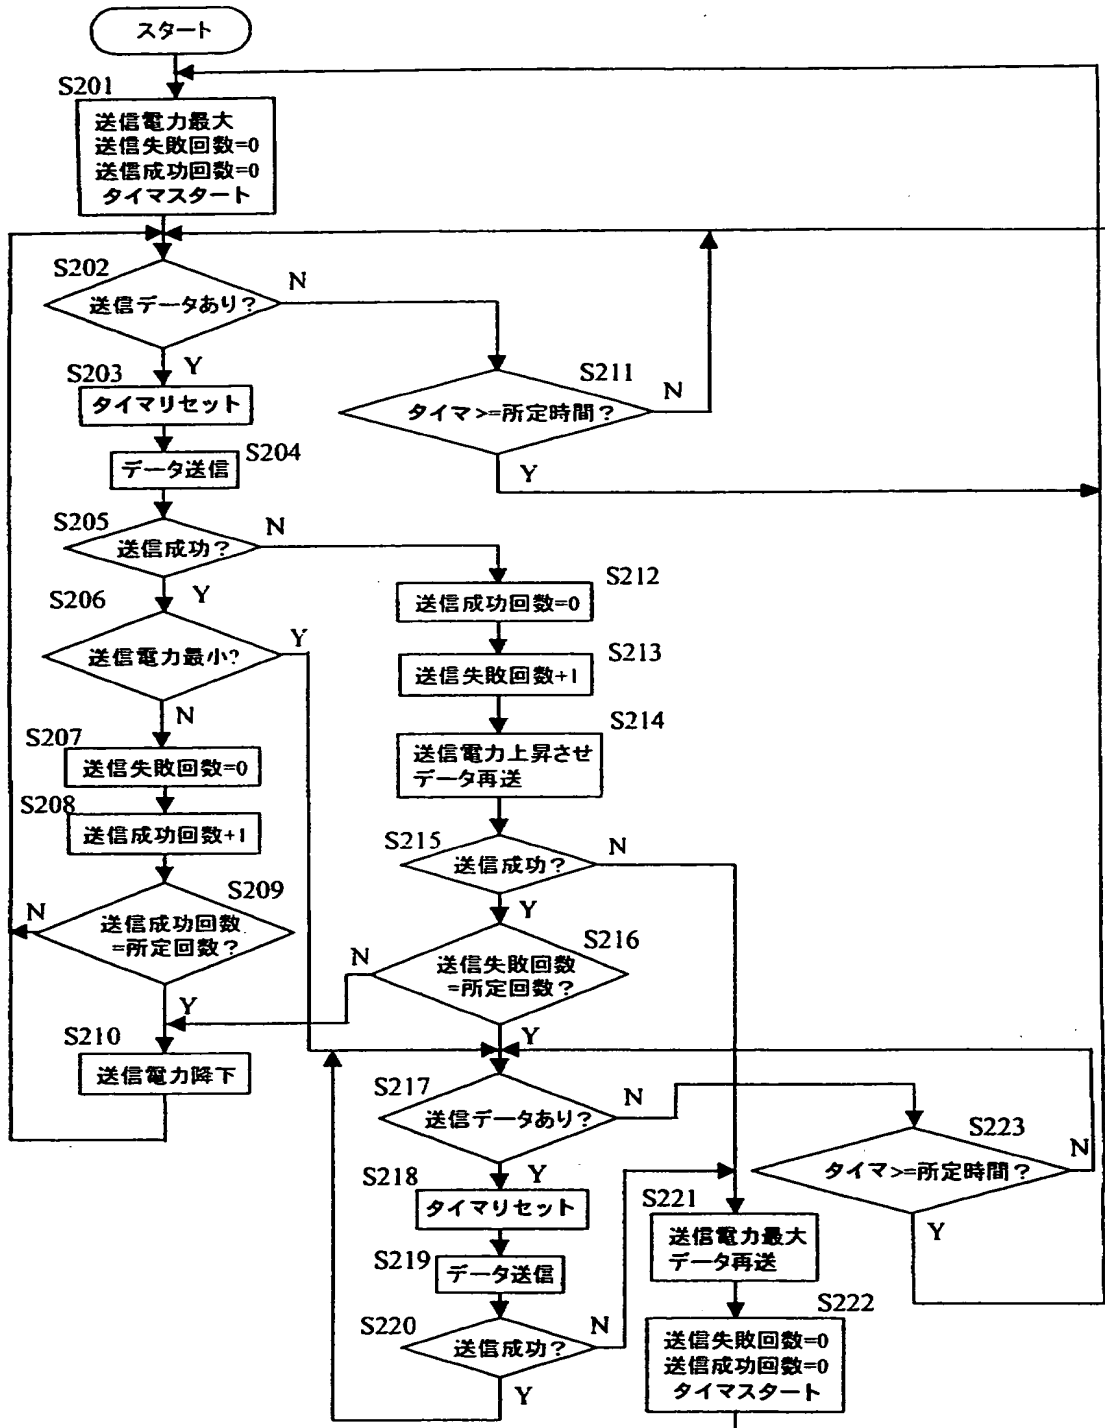 スタート
S201
送信電力最大
送信失敗回数=0
送信成功回数=0
タイマスタート
S202
送信データあり?
N
Y
S203
タイマリセット
S211
タイマ>=所定時間?
N
Y
S204
データ送信
S205
送信成功?
N
Y
S206
送信電力最小?
Y
N
S212
送信成功回数=0
S213
送信失敗回数+1
S207
送信失敗回数=0
S214
送信電力上昇させ
データ再送
S208
送信成功回数+1
S215
送信成功?
N
Y
S209
送信成功回数
=所定回数?
N
Y
S216
送信失敗回数
=所定回数?
N
Y
S210
送信電力降下
S217
送信データあり?
N
Y
S223
タイマ>=所定時間?
N
Y
S218
タイマリセット
S219
データ送信
S221
送信電力最大
データ再送
S220
送信成功?
N
Y
S222
送信失敗回数=0
送信成功回数=0
タイマスタート